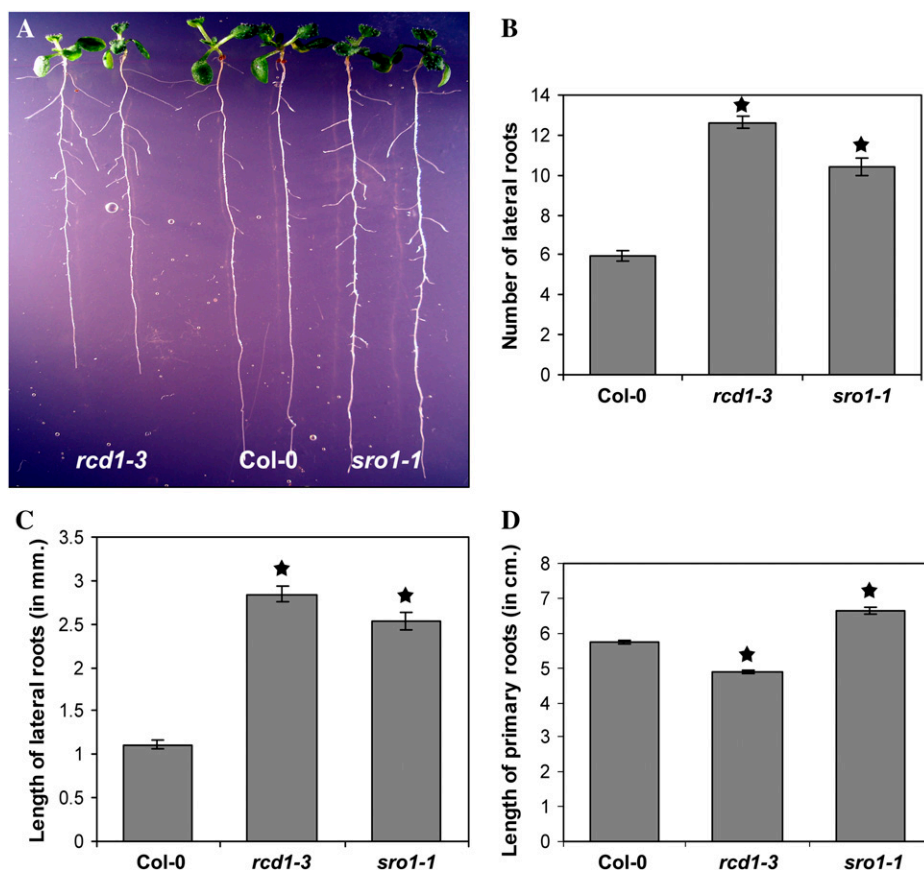 A
rcd1-3
Col-0
sro1-1
B
Number of lateral roots
14
12
10
8
6
4
2
0
Col-0
rcd1-3
sro1-1
C
Length of lateral roots (in mm.)
3.5
3
2.5
2
1.5
1
0.5
0
Col-0
rcd1-3
sro1-1
D
Length of primary roots (in cm.)
8
7
6
5
4
3
2
1
0
Col-0
rcd1-3
sro1-1